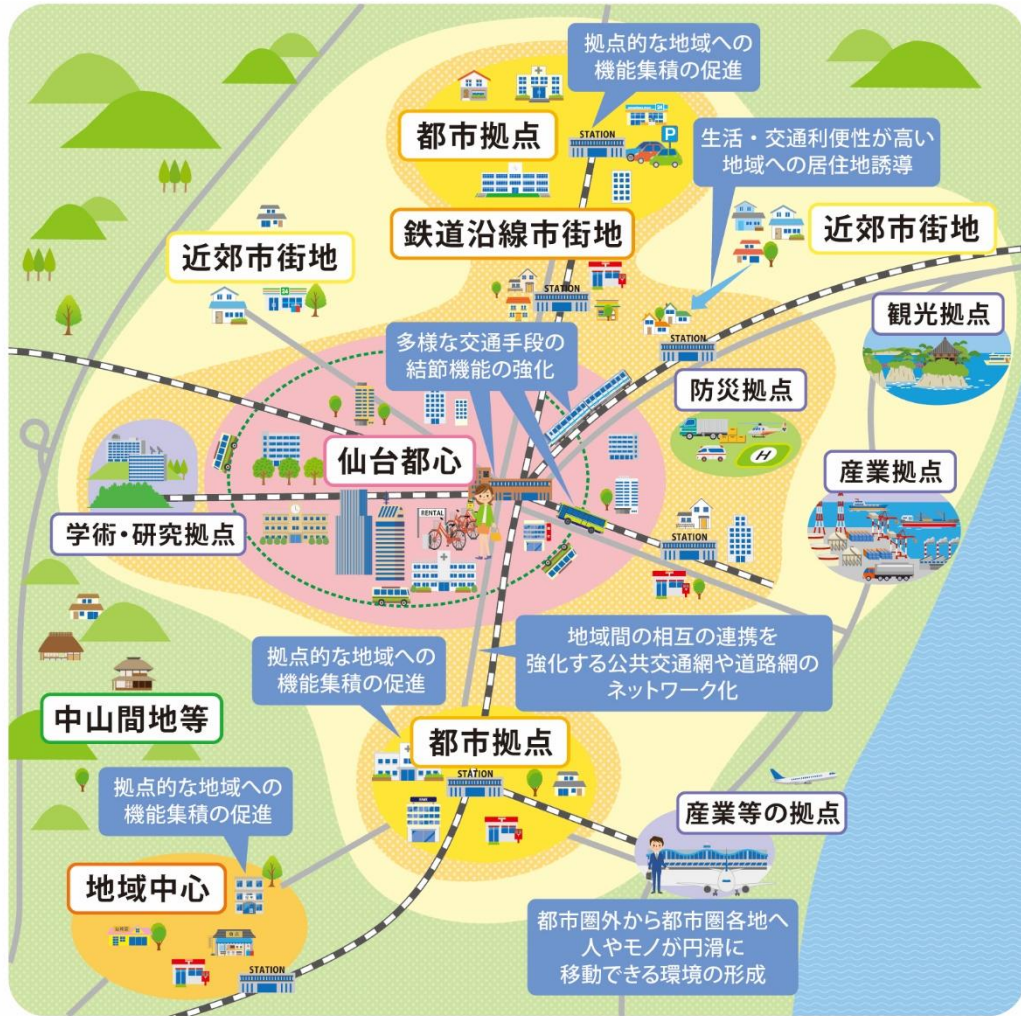 拠点的な地域への
機能集積の促進
都市拠点
STATION
P
生活・交通利便性が高い
地域への居住地誘導
鉄道沿線市街地
近郊市街地
近郊市街地
STATION
STATION
観光拠点
多様な交通手段の
結節機能の強化
防災拠点
H
仙台都心
産業拠点
RENTAL
学術・研究拠点
STATION
地域間の相互の連携を
強化する公共交通網や道路網の
ネットワーク化
拠点的な地域への
機能集積の促進
中山間地等
都市拠点
STATION
拠点的な地域への
機能集積の促進
産業等の拠点
地域中心
都市圏外から都市圏各地へ
人やモノが円滑に
移動できる環境の形成
STATION